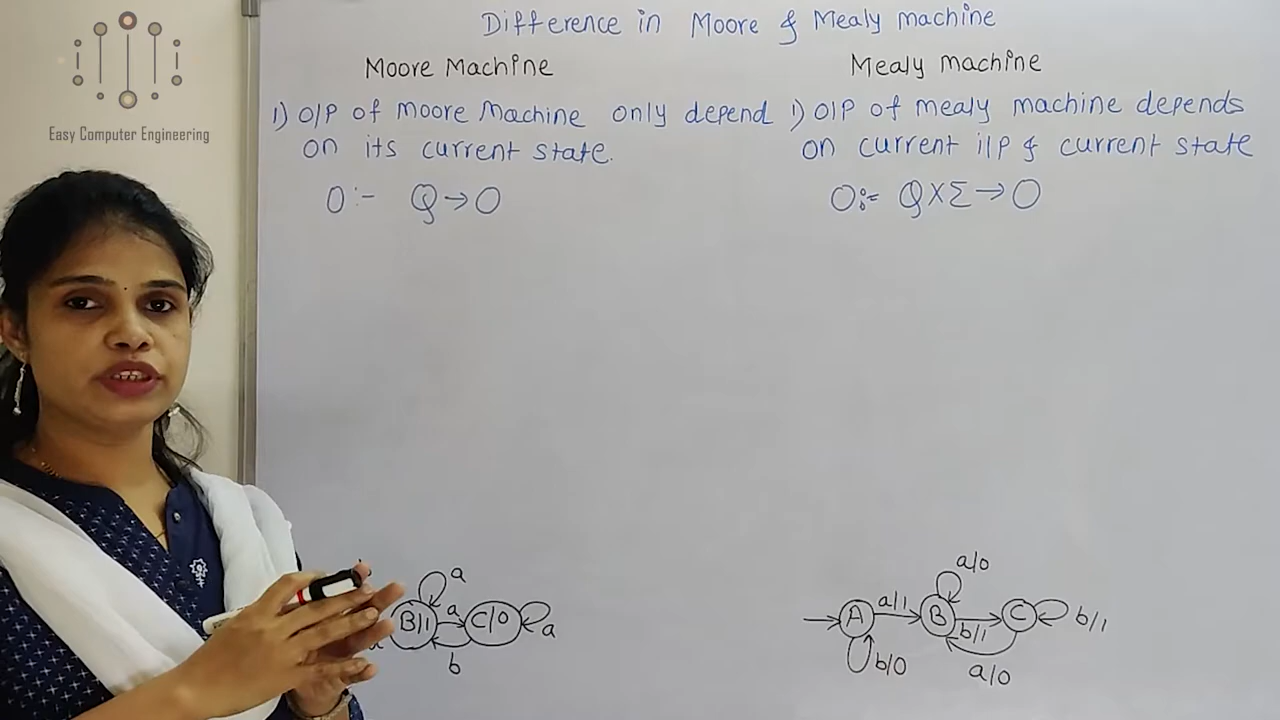 Easy Computer Engineering
Difference in Moore & Mealy machine
Moore Machine
1) O/P of moore Machine only depend
on its current state.
O:- Q→O
Mealy machine
1) O/P of mealy machine depends
on current i/p & current state
O:= Q×Σ→O
a
B/1
a
C/0
a
b
a/0
A
a/1
B
b/1
C
b/1
b/0
a/0